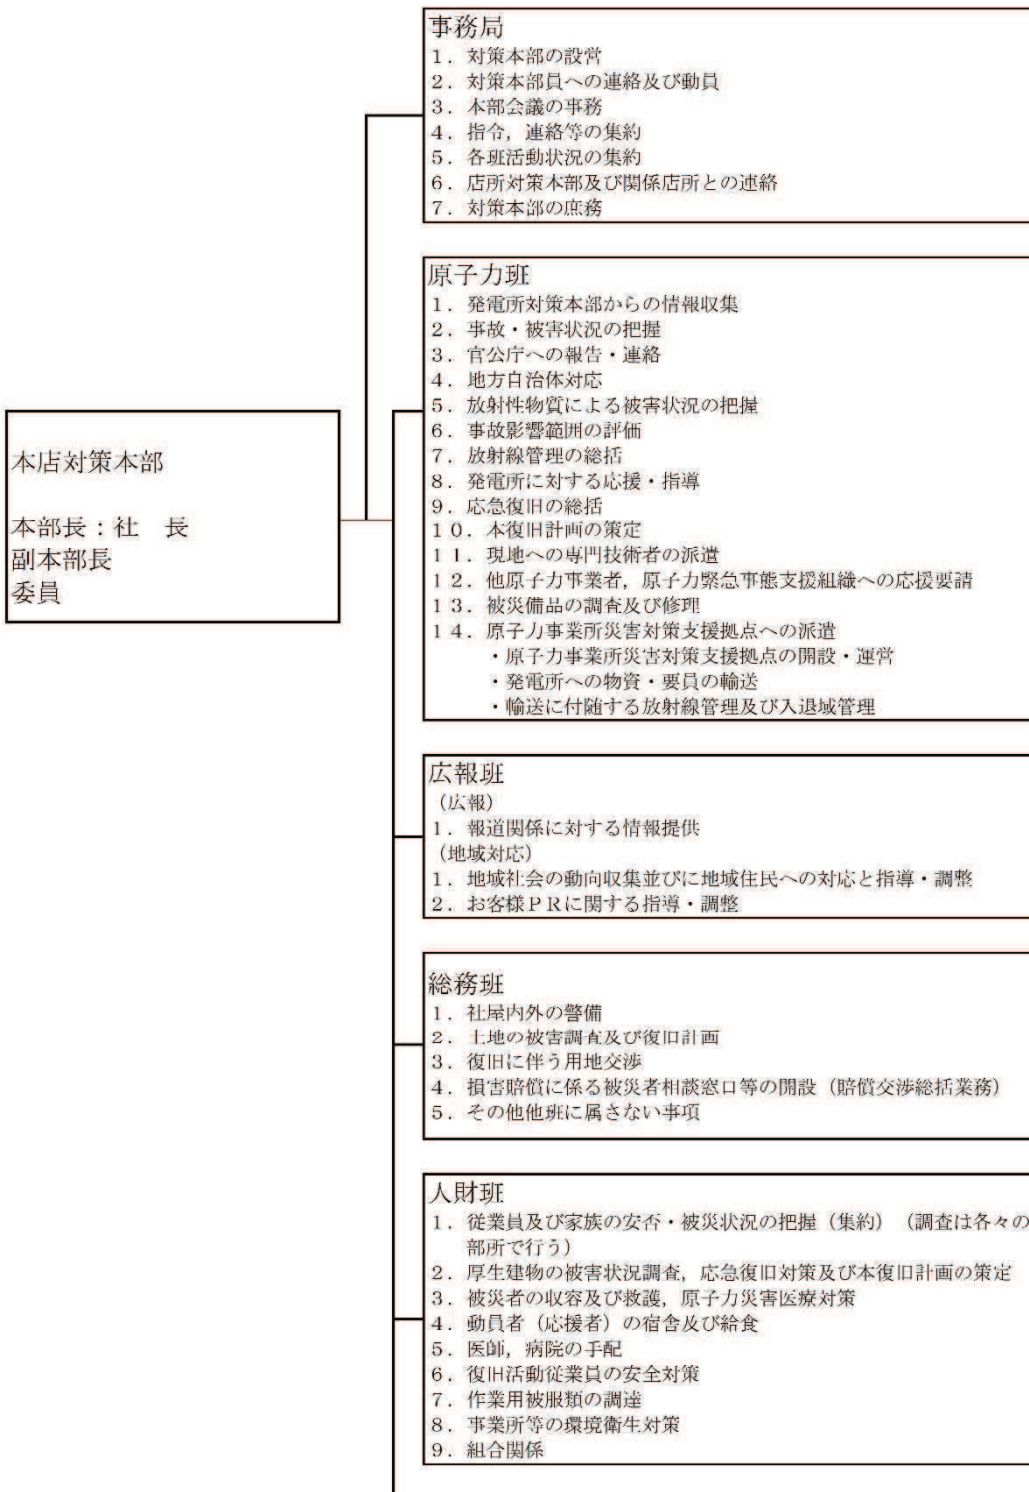 事務局
１．対策本部の設営
２．対策本部員への連絡及び動員
３．本部会議の事務
４．指令，連絡等の集約
５．各班活動状況の集約
６．店所対策本部及び関係店所との連絡
７．対策本部の庶務
原子力班
１．発電所対策本部からの情報収集
２．事故・被害状況の把握
３．官公庁への報告・連絡
４．地方自治体対応
５．放射性物質による被害状況の把握
６．事故影響範囲の評価
７．放射線管理の総括
８．発電所に対する応援・指導
９．応急復旧の総括
１０．本復旧計画の策定
１１．現地への専門技術者の派遣
１２．他原子力事業者，原子力緊急事態支援組織への応援要請
１３．被災備品の調査及び修理
１４．原子力事業所災害対策支援拠点への派遣
・原子力事業所災害対策支援拠点の開設・運営
・発電所への物資・要員の輸送
・輸送に付随する放射線管理及び入退域管理
本店対策本部
本部長：社　長
副本部長
委員
広報班
（広報）
１．報道関係に対する情報提供
（地域対応）
１．地域社会の動向収集並びに地域住民への対応と指導・調整
２．お客様ＰＲに関する指導・調整
総務班
１．社屋内外の警備
２．土地の被害調査及び復旧計画
３．復旧に伴う用地交渉
４．損害賠償に係る被災者相談窓口等の開設（賠償交渉総括業務）
５．その他他班に属さない事項
人財班
１．従業員及び家族の安否・被災状況の把握（集約）（調査は各々の
部所で行う）
２．厚生建物の被害状況調査，応急復旧対策及び本復旧計画の策定
３．被災者の収容及び救護，原子力災害医療対策
４．動員者（応援者）の宿舎及び給食
５．医師，病院の手配
６．復旧活動従業員の安全対策
７．作業用被服類の調達
８．事業所等の環境衛生対策
９．組合関係